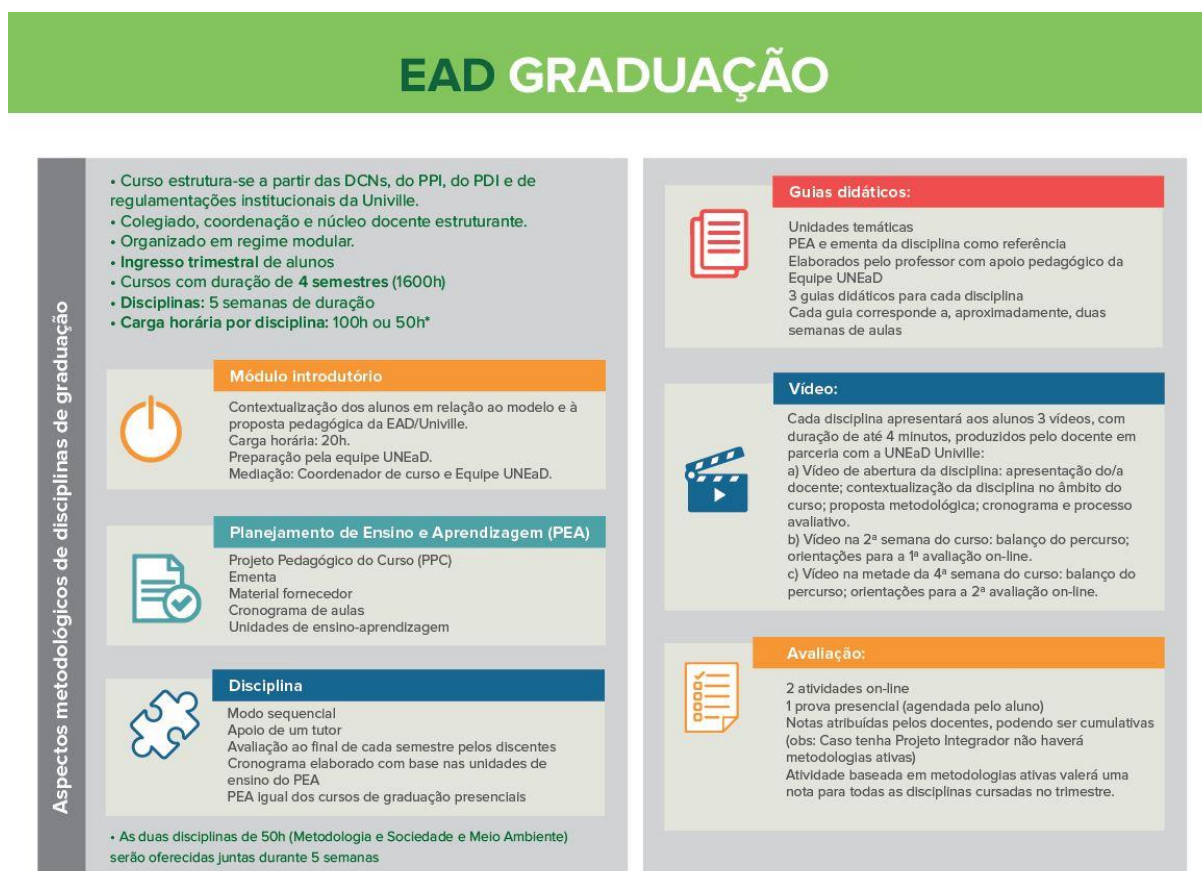 EAD GRADUAÇÃO
Aspectos metodológicos de disciplinas de graduação
• Curso estrutura-se a partir das DCNs, do PPI, do PDI e de
regulamentações institucionais da Univille.
• Colegiado, coordenação e núcleo docente estruturante.
• Organizado em regime modular.
• Ingresso trimestral de alunos
• Cursos com duração de 4 semestres (1600h)
• Disciplinas: 5 semanas de duração
• Carga horária por disciplina: 100h ou 50h*
Módulo introdutório
Contextualização dos alunos em relação ao modelo e à
proposta pedagógica da EAD/Univille.
Carga horária: 20h.
Preparação pela equipe UNEaD.
Mediação: Coordenador de curso e Equipe UNEaD.
Planejamento de Ensino e Aprendizagem (PEA)
Projeto Pedagógico do Curso (PPC)
Ementa
Material fornecedor
Cronograma de aulas
Unidades de ensino-aprendizagem
Disciplina
Modo sequencial
Apoio de um tutor
Avaliação ao final de cada semestre pelos discentes
Cronograma elaborado com base nas unidades de
ensino do PEA
PEA igual dos cursos de graduação presenciais
• As duas disciplinas de 50h (Metodologia e Sociedade e Meio Ambiente)
serão oferecidas juntas durante 5 semanas
Guias didáticos:
Unidades temáticas
PEA e ementa da disciplina como referência
Elaborados pelo professor com apoio pedagógico da
Equipe UNEaD
3 guias didáticos para cada disciplina
Cada guia corresponde a, aproximadamente, duas
semanas de aulas
Vídeo:
Cada disciplina apresentará aos alunos 3 vídeos, com
duração de até 4 minutos, produzidos pelo docente em
parceria com a UNEaD Univille:
a) Vídeo de abertura da disciplina: apresentação do/a
docente; contextualização da disciplina no âmbito do
curso; proposta metodológica; cronograma e processo
avaliativo.
b) Vídeo na 2ª semana do curso: balanço do percurso;
orientações para a 1ª avaliação on-line.
c) Vídeo na metade da 4ª semana do curso: balanço do
percurso; orientações para a 2ª avaliação on-line.
Avaliação:
2 atividades on-line
1 prova presencial (agendada pelo aluno)
Notas atribuídas pelos docentes, podendo ser cumulativas
(obs: Caso tenha Projeto Integrador não haverá
metodologias ativas)
Atividade baseada em metodologias ativas valerá uma
nota para todas as disciplinas cursadas no trimestre.